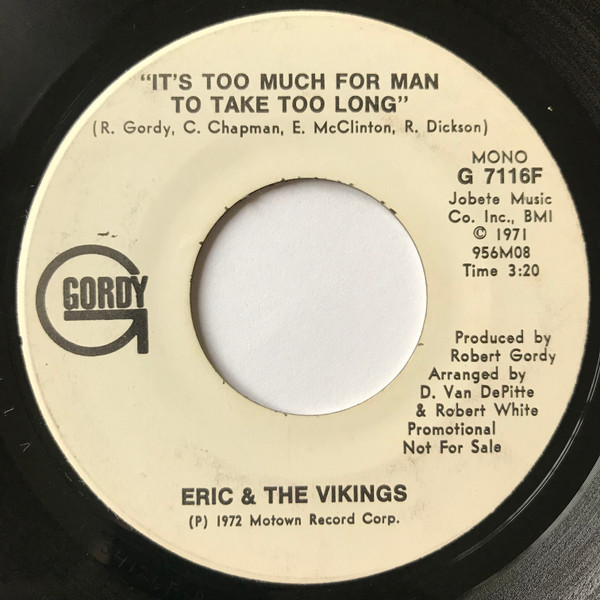 "IT'S TOO MUCH FOR MAN
TO TAKE TOO LONG"
(R. Gordy, C. Chapman, E. McClinton, R. Dickson)
MONO
G 7116F
Jobete Music
Co. Inc., BMI
© 1971
956M08
Time 3:20
GORDY
Produced by
Robert Gordy
Arranged by
D. Van DePitte
& Robert White
Promotional
Not For Sale
ERIC & THE VIKINGS
(P) 1972 Motown Record Corp.